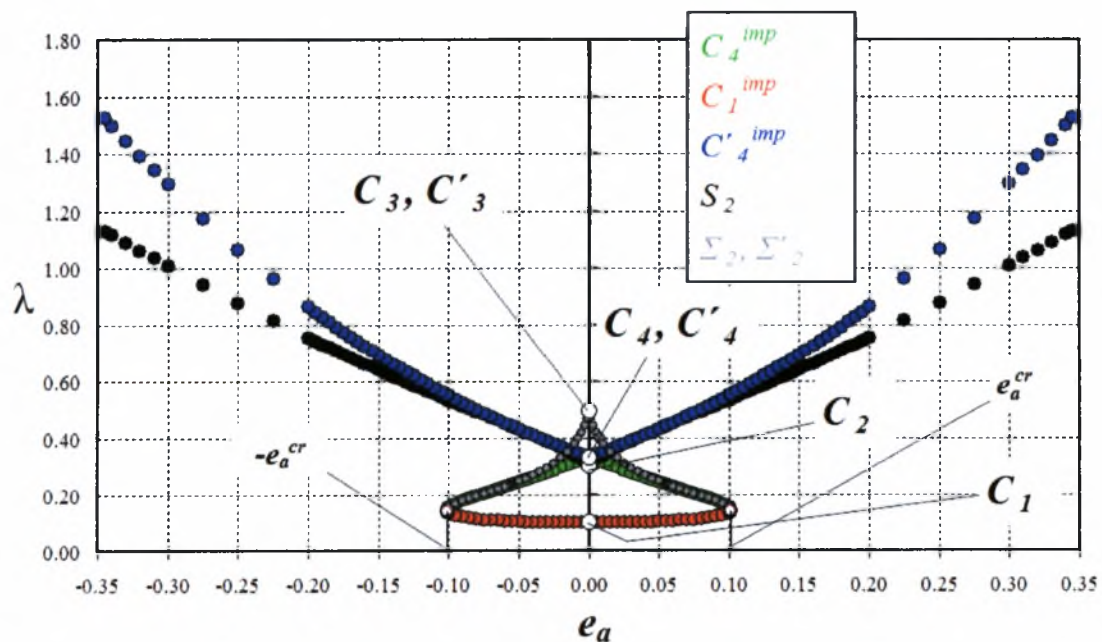 1.80
1.60
1.40
1.20
1.00
0.80
0.60
0.40
0.20
0.00
λ
C₄ⁱᵐᵖ
C₁ⁱᵐᵖ
C′₄ⁱᵐᵖ
S₂
Σ₂, Σ′₂
C₃, C′₃
C₄, C′₄
eₐᶜʳ
C₂
-eₐᶜʳ
C₁
-0.35 -0.30 -0.25 -0.20 -0.15 -0.10 -0.05 0.00 0.05 0.10 0.15 0.20 0.25 0.30 0.35
eₐ